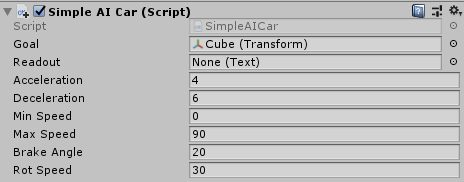 Simple AI Car (Script)
Script SimpleAICar
Goal Cube (Transform)
Readout None (Text)
Acceleration 4
Deceleration 6
Min Speed 0
Max Speed 90
Brake Angle 20
Rot Speed 30